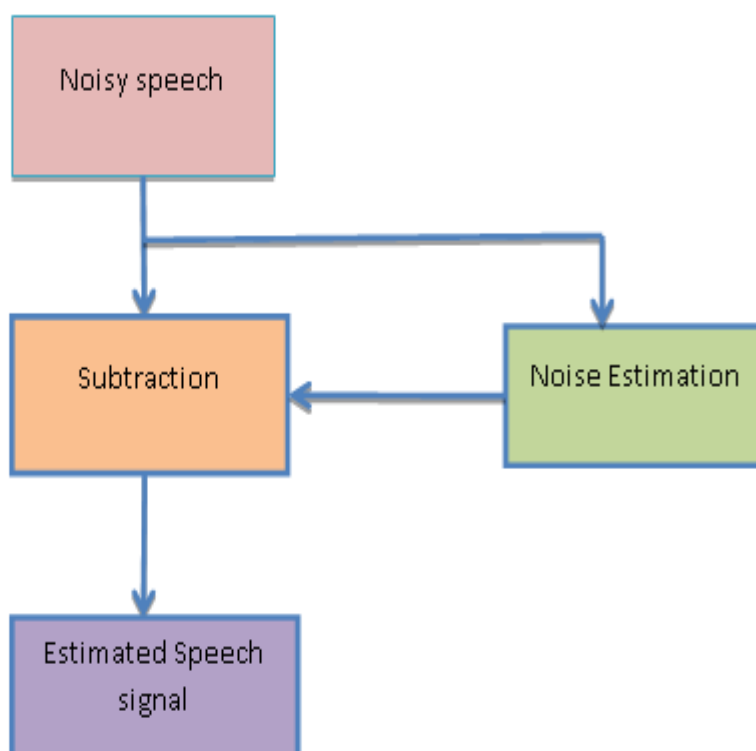 Noisy speech
Subtraction
Noise Estimation
Estimated Speech
signal